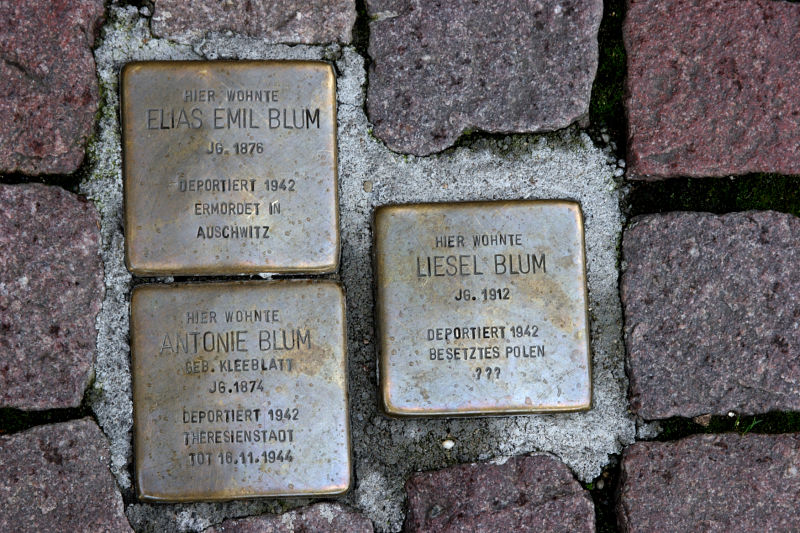 HIER WOHNTE
ELIAS EMIL BLUM
JG. 1876
DEPORTIERT 1942
ERMORDET IN
AUSCHWITZ
HIER WOHNTE
ANTONIE BLUM
GEB. KLEEBLATT
JG. 1874
DEPORTIERT 1942
THERESIENSTADT
TOT 16.11.1944
HIER WOHNTE
LIESEL BLUM
JG. 1912
DEPORTIERT 1942
BESETZTES POLEN
???